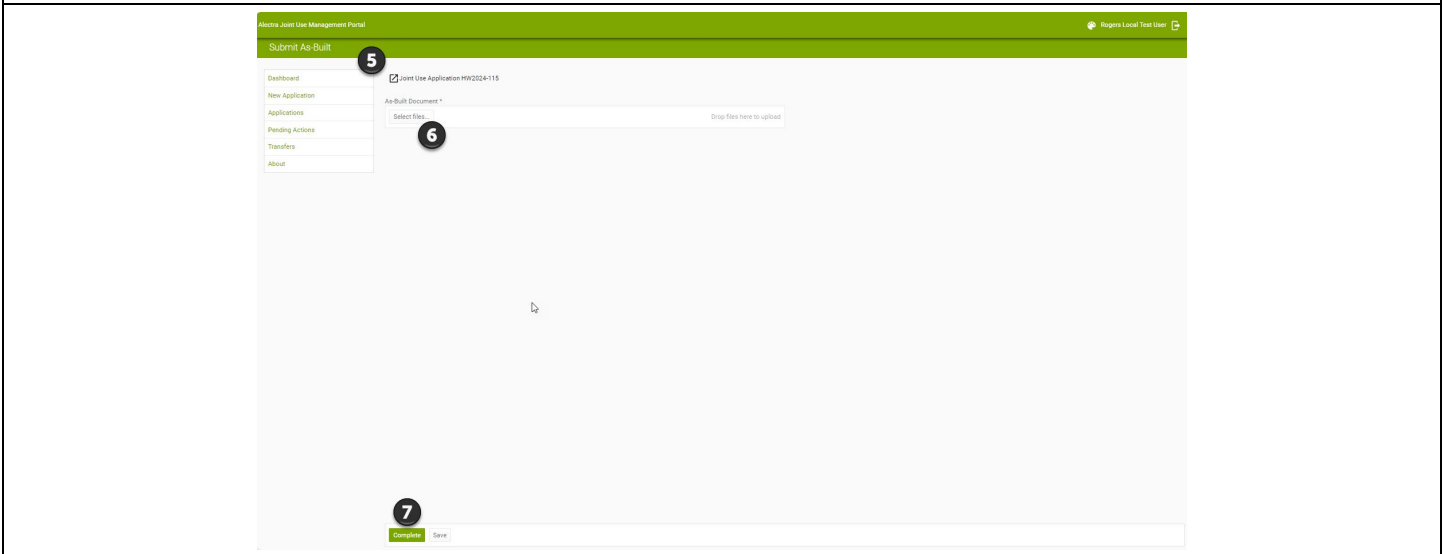 Alectra Joint Use Management Portal
Rogers Local Test User
Submit As-Built
5
Dashboard
Joint Use Application HW2024-115
New Application
As-Built Document *
Applications
Select files...
Drop files here to upload
6
Pending Actions
Transfers
About
7
Complete
Save